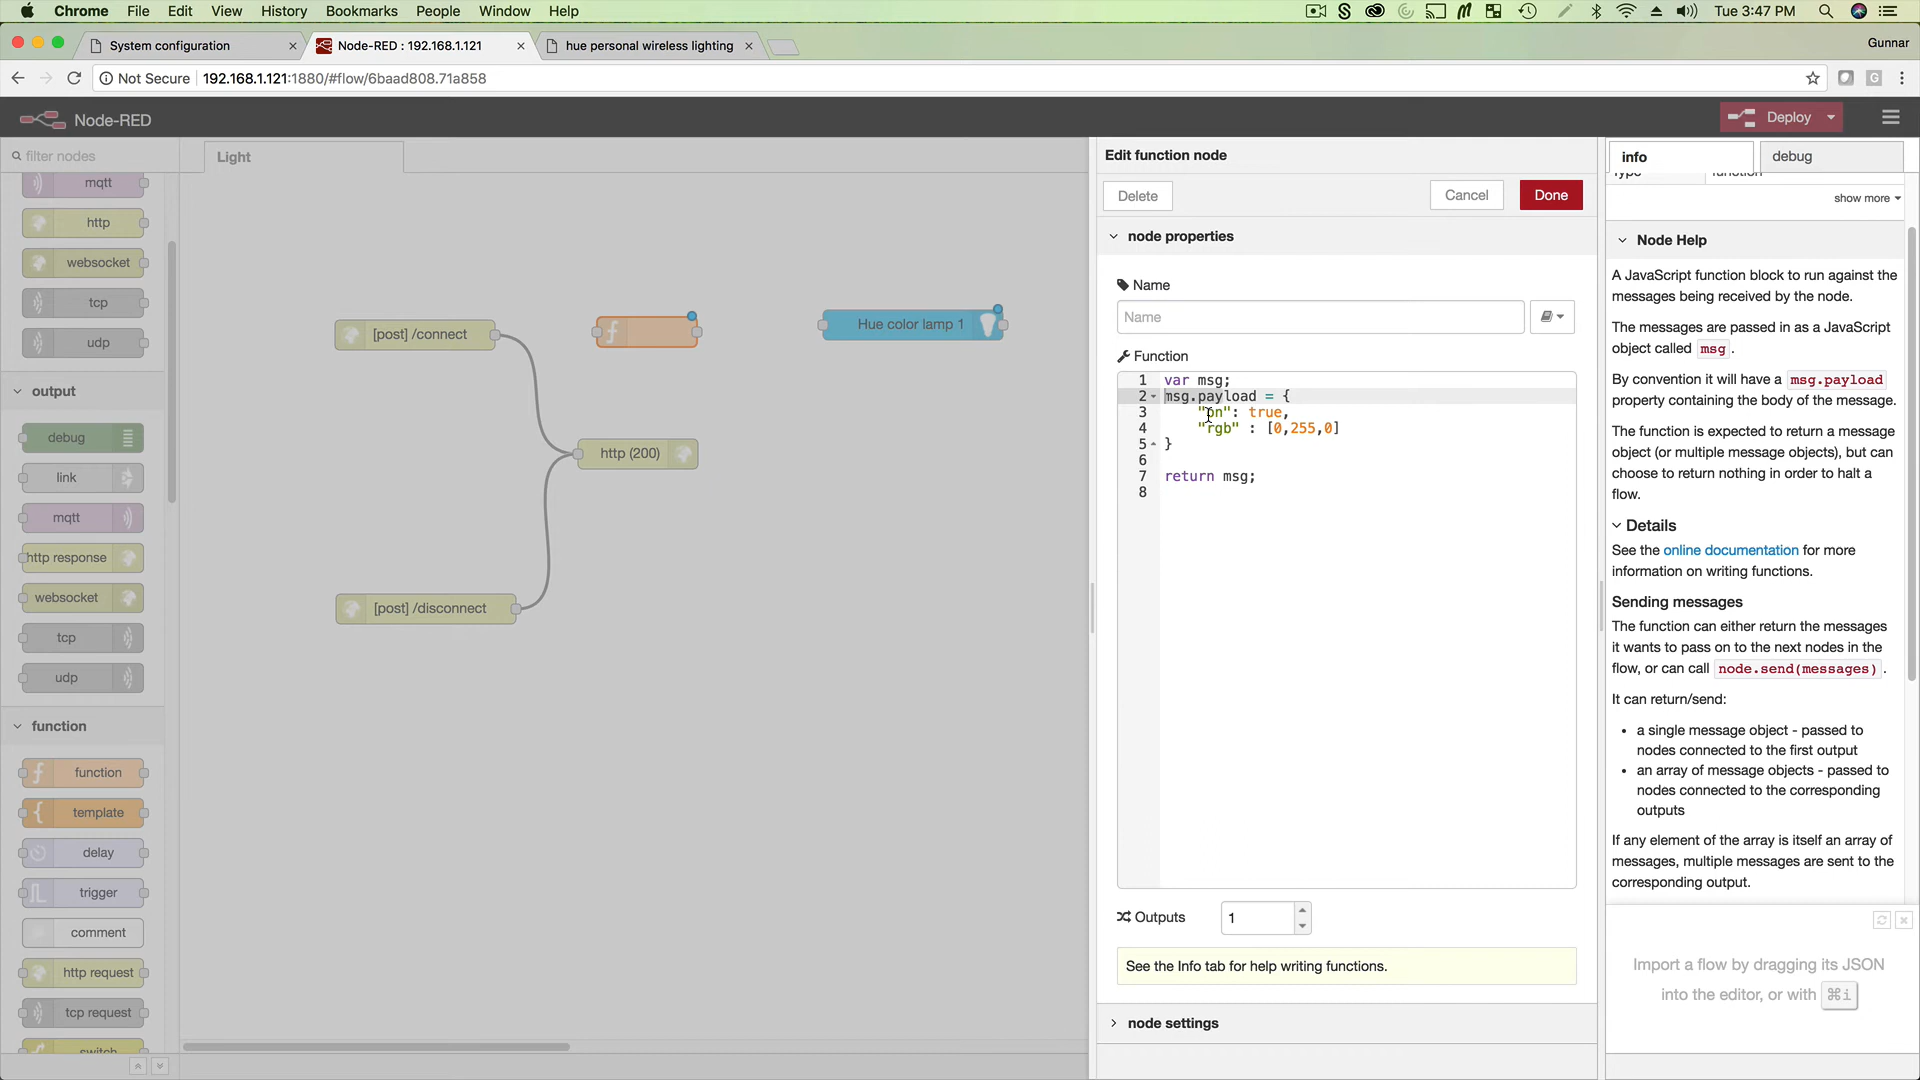 Chrome File Edit View History Bookmarks People Window Help Tue 3:47 PM
System configuration
Node-RED : 192.168.1.121
hue personal wireless lighting
Gunnar
Not Secure 192.168.1.121:1880/#flow/6baad808.71a858
Node-RED
Deploy
filter nodes
mqtt
http
websocket
tcp
udp
output
debug
link
mqtt
http response
websocket
tcp
udp
function
function
template
delay
trigger
comment
http request
tcp request
switch
Light
[post] /connect
Hue color lamp 1
http (200)
[post] /disconnect
Edit function node
Delete
Cancel
Done
node properties
Name
Name
Function
1 var msg;
2 msg.payload = {
3 "on": true,
4 "rgb" : [0,255,0]
5 }
6
7 return msg;
8
Outputs 1
See the Info tab for help writing functions.
node settings
info
debug
Type function
show more
Node Help
A JavaScript function block to run against the
messages being received by the node.
The messages are passed in as a JavaScript
object called msg .
By convention it will have a msg.payload
property containing the body of the message.
The function is expected to return a message
object (or multiple message objects), but can
choose to return nothing in order to halt a
flow.
Details
See the online documentation for more
information on writing functions.
Sending messages
The function can either return the messages
it wants to pass on to the next nodes in the
flow, or can call node.send(messages) .
It can return/send:
• a single message object - passed to
nodes connected to the first output
• an array of message objects - passed to
nodes connected to the corresponding
outputs
If any element of the array is itself an array of
messages, multiple messages are sent to the
corresponding output.
Import a flow by dragging its JSON
into the editor, or with ⌘i